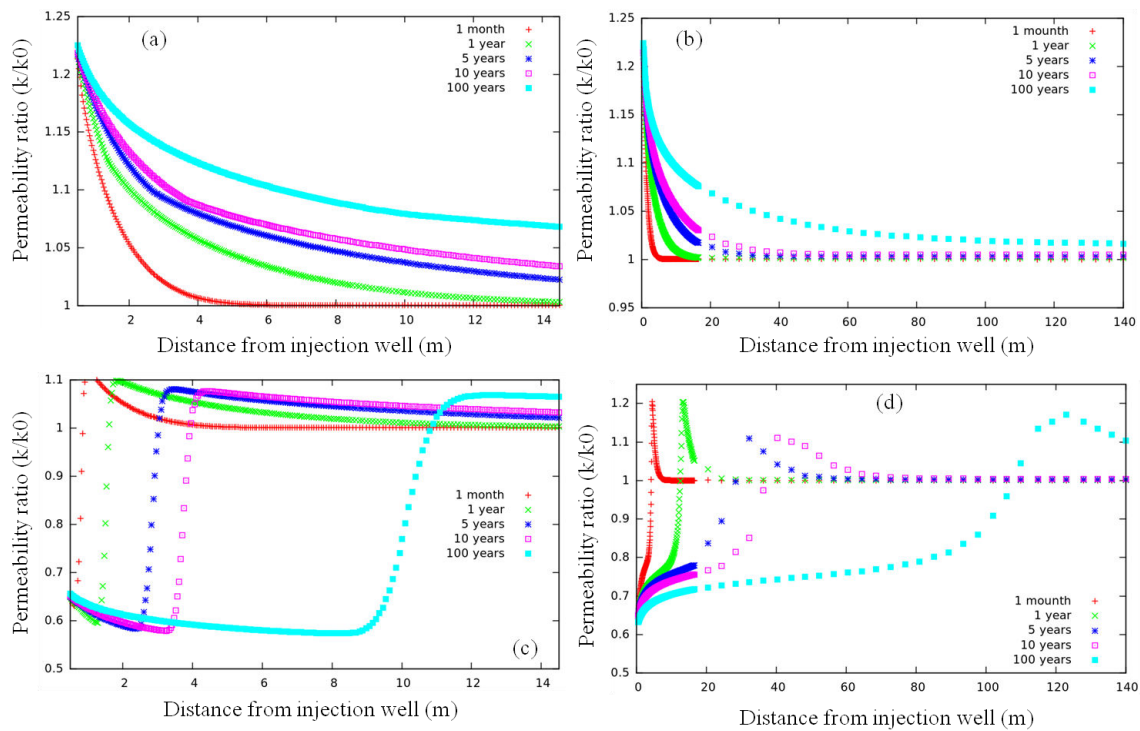 (a)
1 month
1 year
5 years
10 years
100 years
1.25
1.2
1.15
1.1
1.05
1
Permeability ratio (k/k0)
2 4 6 8 10 12 14
Distance from injection well (m)
(b)
1 mounth
1 year
5 years
10 years
100 years
1.25
1.2
1.15
1.1
1.05
1
0.95
Permeability ratio (k/k0)
0 20 40 60 80 100 120 140
Distance from injection well (m)
1.1
1
0.9
0.8
0.7
0.6
0.5
Permeability ratio (k/k0)
1 month
1 year
5 years
10 years
100 years
(c)
2 4 6 8 10 12 14
Distance from injection well (m)
(d)
1.2
1.1
1
0.9
0.8
0.7
0.6
0.5
Permeability ratio (k/k0)
1 mounth
1 year
5 years
10 years
100 years
0 20 40 60 80 100 120 140
Distance from injection well (m)